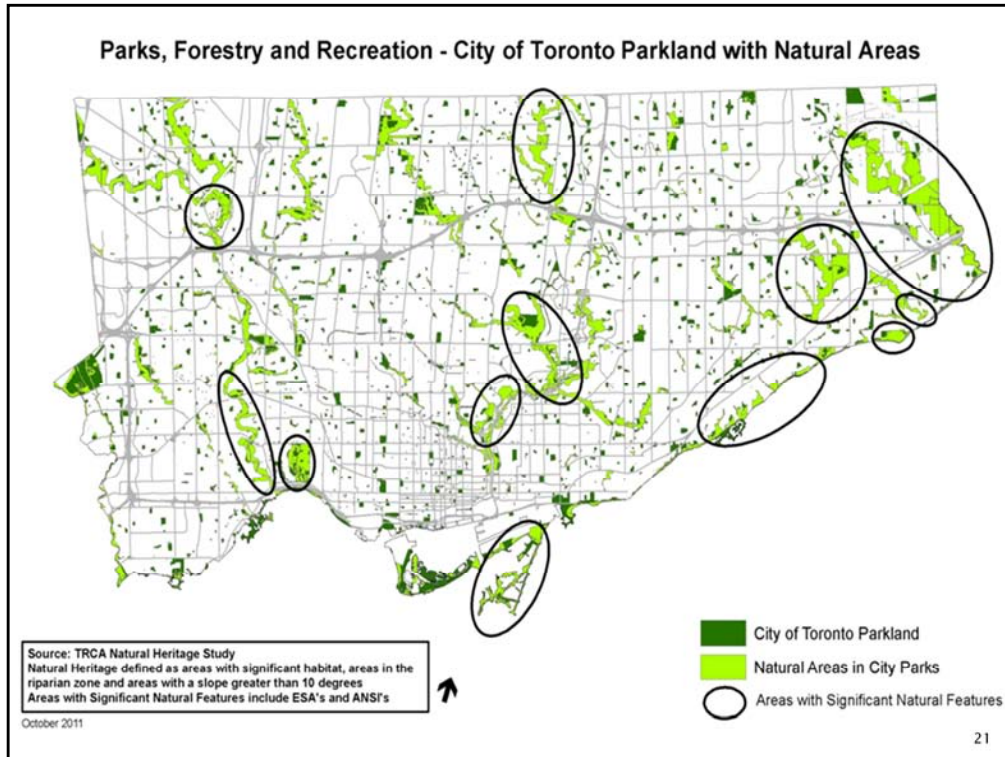 Parks, Forestry and Recreation - City of Toronto Parkland with Natural Areas
City of Toronto Parkland
Natural Areas in City Parks
Areas with Significant Natural Features
Source: TRCA Natural Heritage Study
Natural Heritage defined as areas with significant habitat, areas in the
riparian zone and areas with a slope greater than 10 degrees
Areas with Significant Natural Features include ESA's and ANSI's
October 2011
21